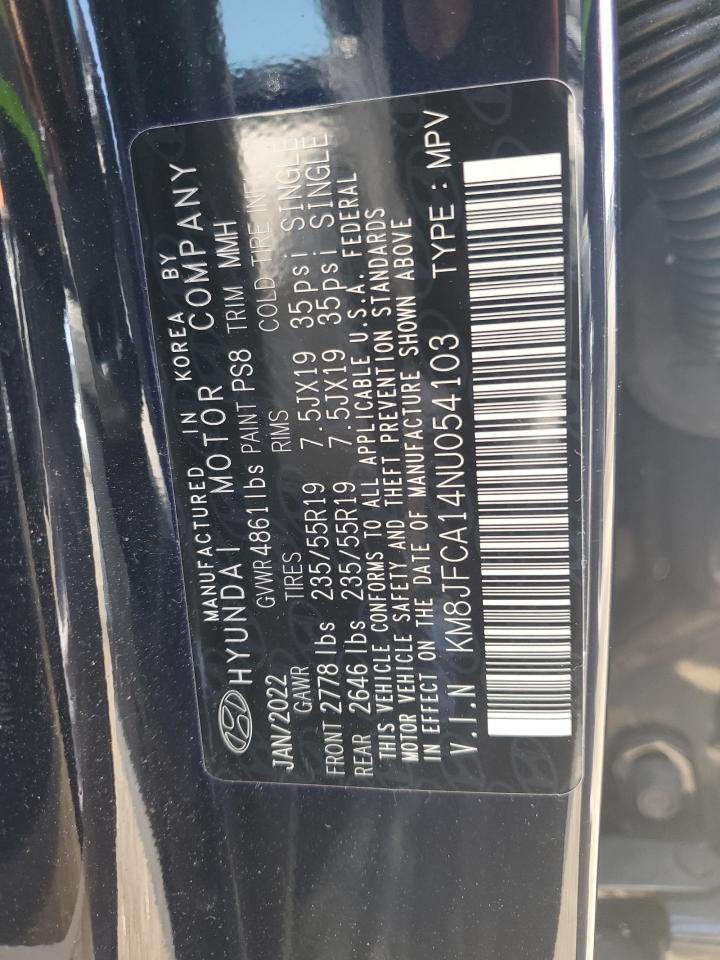 MANUFACTURED IN KOREA BY
HYUNDAI MOTOR COMPANY
JAN/2022 GVWR 4861lbs PAINT PS8 TRIM MMH
GAWR TIRES RIMS COLD TIRE INF
FRONT 2778 lbs 235/55R19 7.5JX19 35psi SINGLE
REAR 2646 lbs 235/55R19 7.5JX19 35psi SINGLE
THIS VEHICLE CONFORMS TO ALL APPLICABLE U.S.A. FEDERAL
MOTOR VEHICLE SAFETY AND THEFT PREVENTION STANDARDS
IN EFFECT ON THE DATE OF MANUFACTURE SHOWN ABOVE
V.I.N KM8JFCA14NU054103 TYPE : MPV